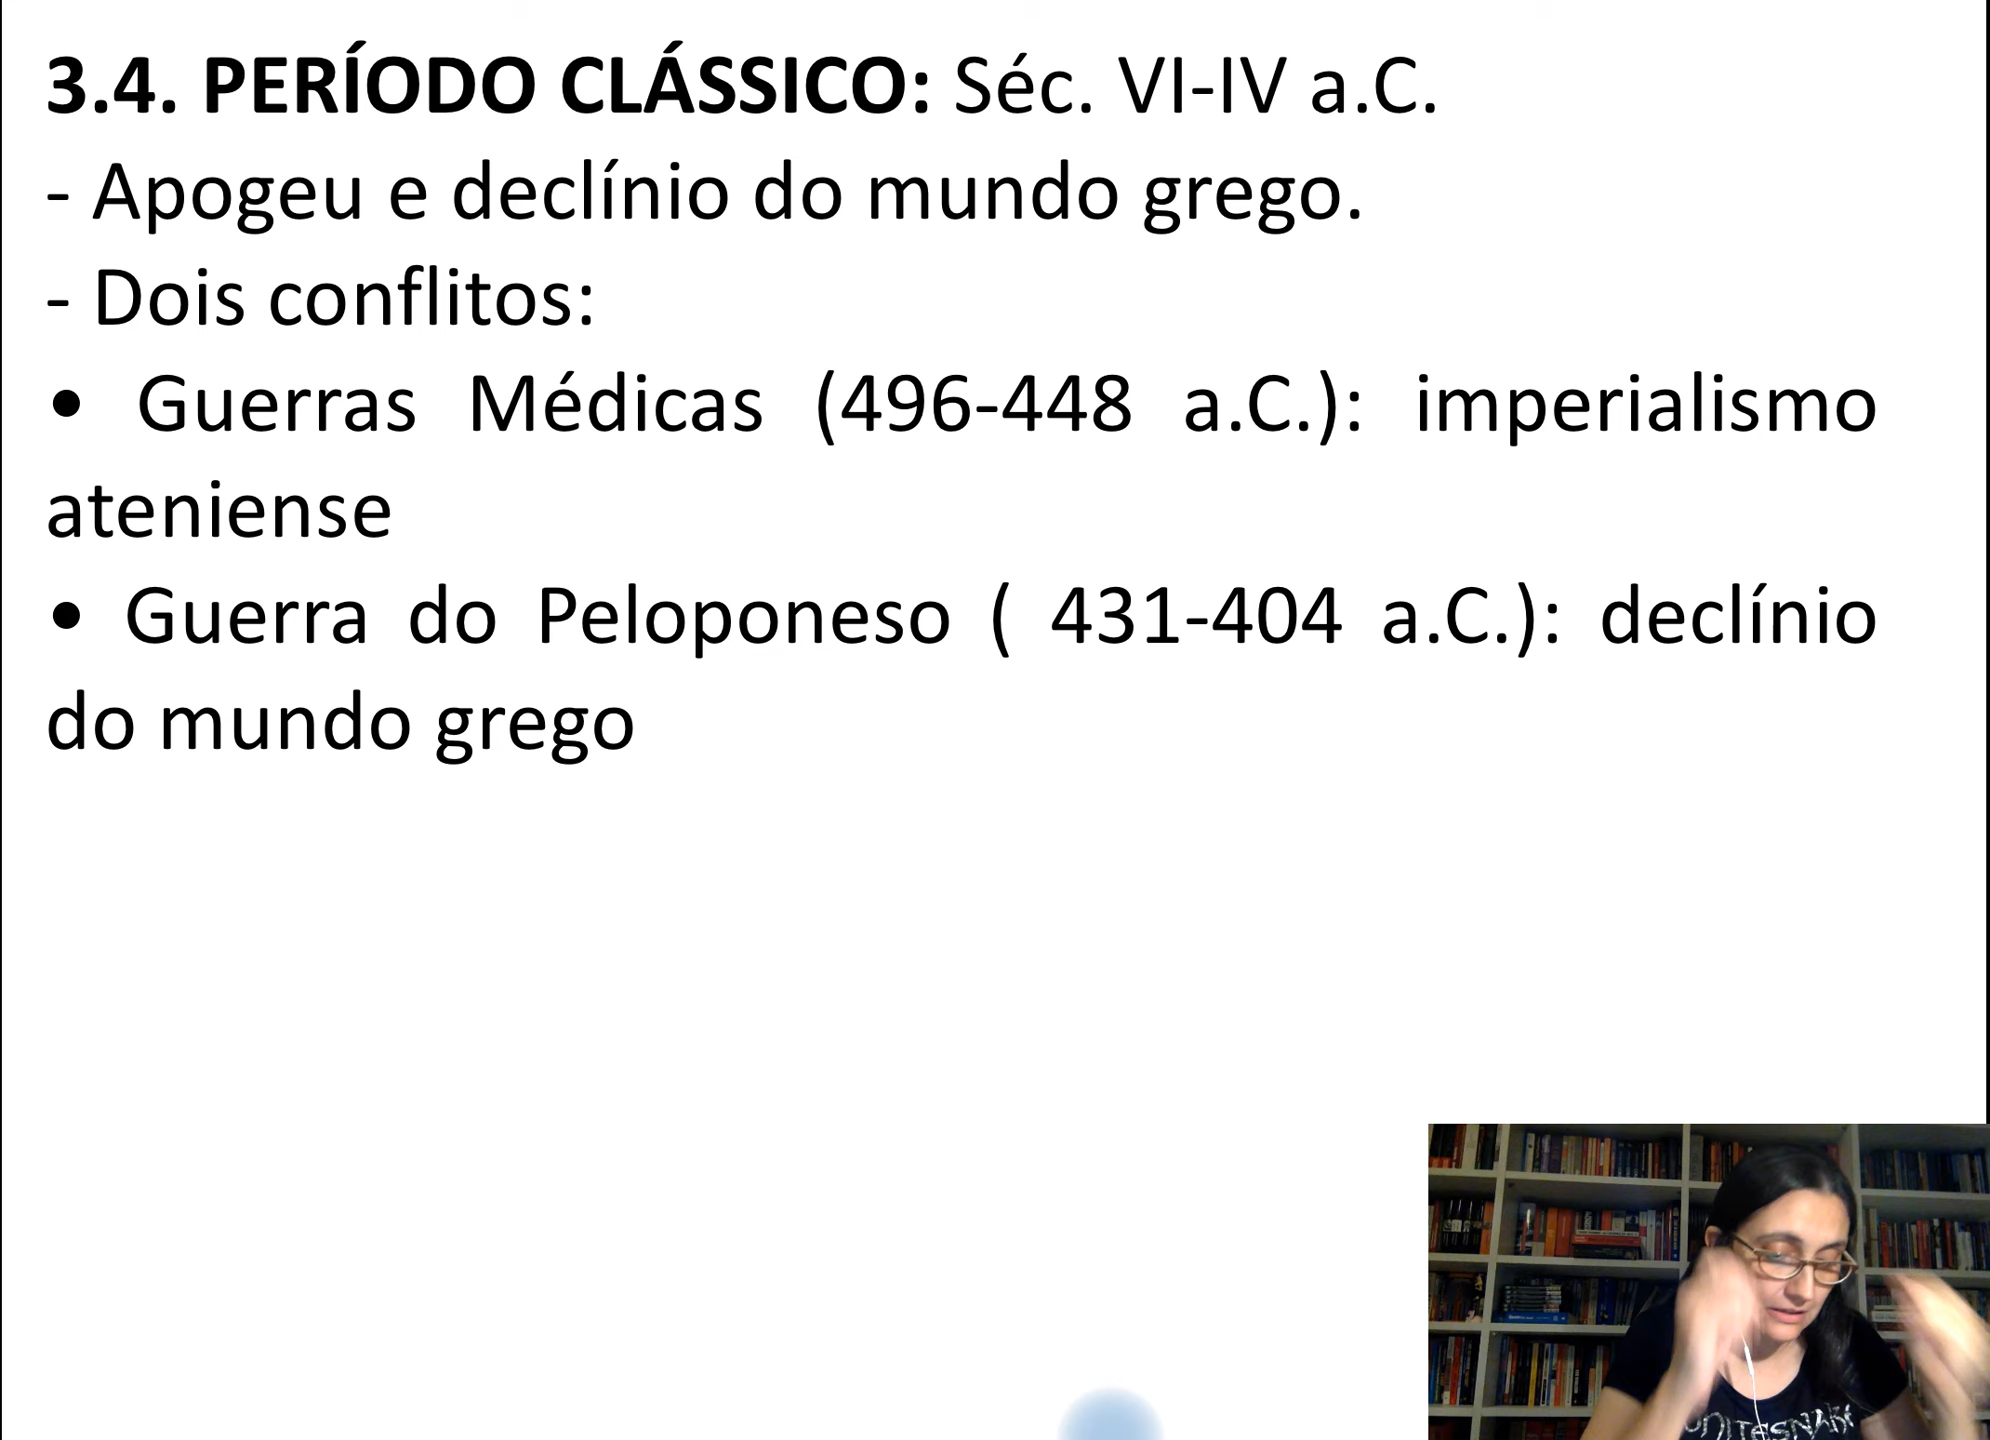 3.4. PERÍODO CLÁSSICO: Séc. VI-IV a.C.
- Apogeu e declínio do mundo grego.
- Dois conflitos:
• Guerras Médicas (496-448 a.C.): imperialismo
ateniense
• Guerra do Peloponeso ( 431-404 a.C.): declínio
do mundo grego